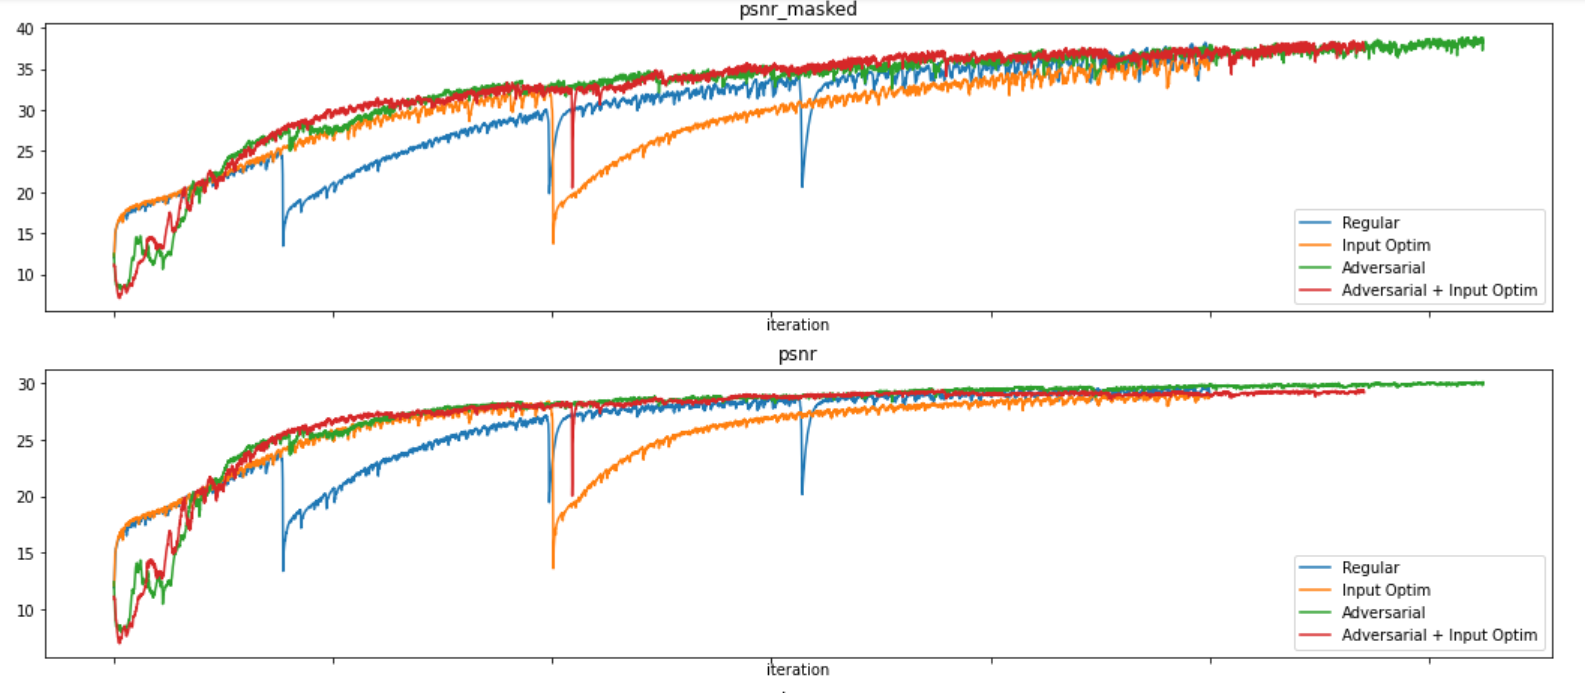 psnr_masked
40
35
30
25
20
15
10
Regular
Input Optim
Adversarial
Adversarial + Input Optim
iteration
psnr
30
25
20
15
10
Regular
Input Optim
Adversarial
Adversarial + Input Optim
iteration